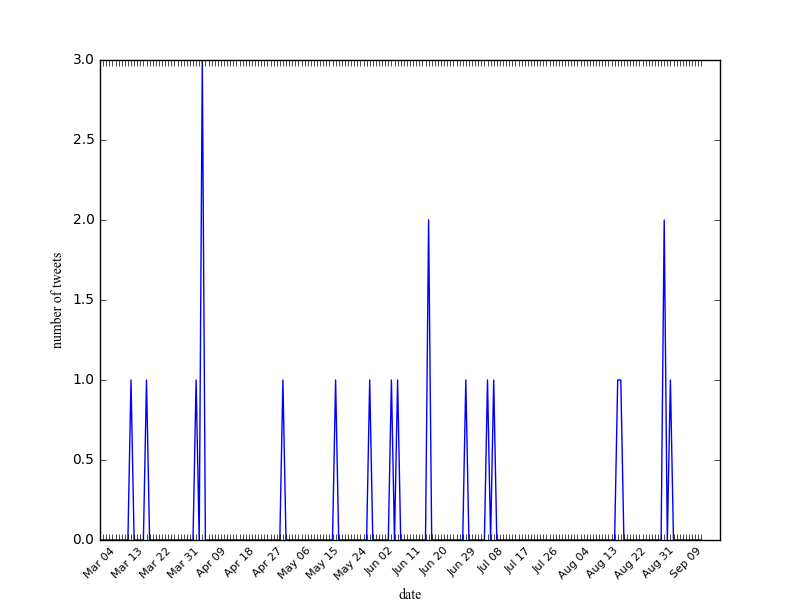 3.0
2.5
2.0
1.5
1.0
0.5
0.0
number of tweets
Mar 04
Mar 13
Mar 22
Mar 31
Apr 09
Apr 18
Apr 27
May 06
May 15
May 24
Jun 02
Jun 11
Jun 20
Jun 29
Jul 08
Jul 17
Jul 26
Aug 04
Aug 13
Aug 22
Aug 31
Sep 09
date